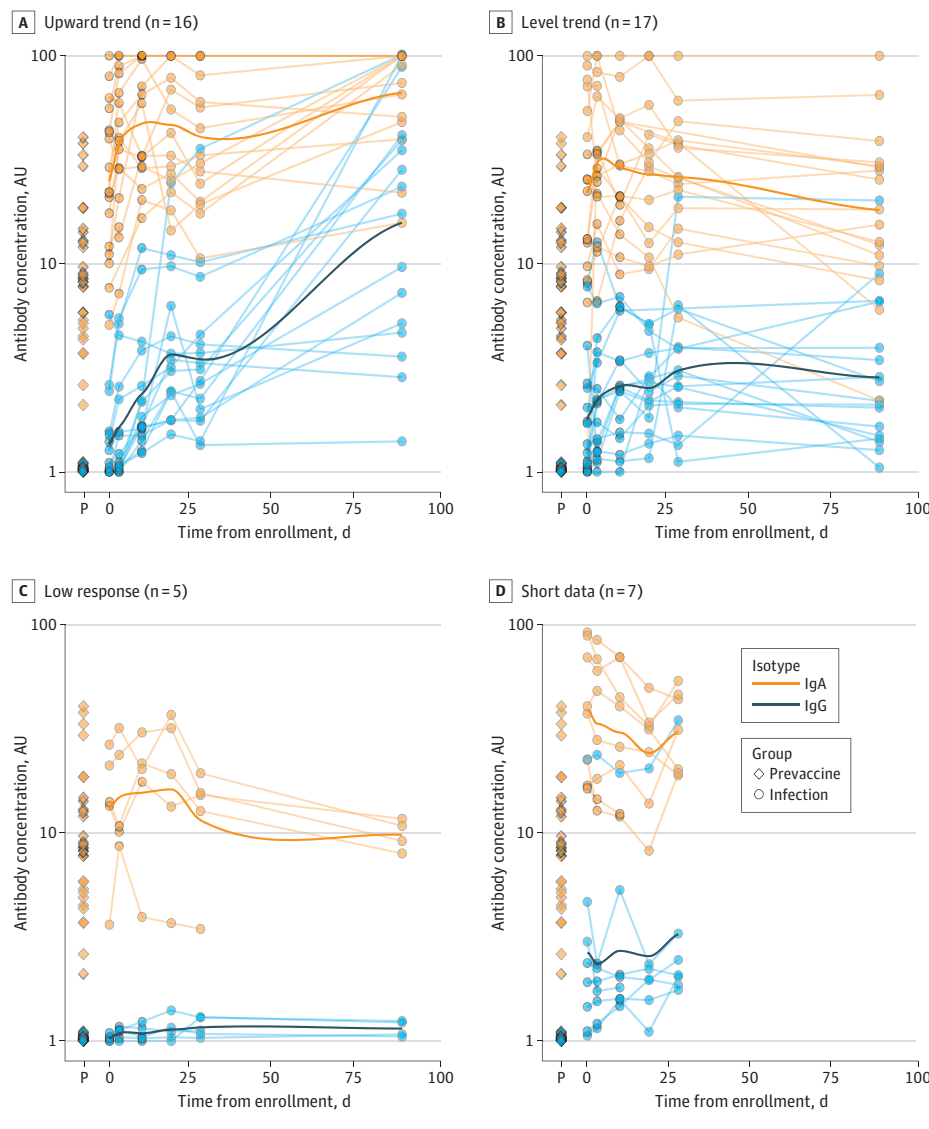 A Upward trend (n = 16)
100
10
1
Antibody concentration, AU
P 0 25 50 75 100
Time from enrollment, d
B Level trend (n = 17)
100
10
1
Antibody concentration, AU
P 0 25 50 75 100
Time from enrollment, d
C Low response (n = 5)
100
10
1
Antibody concentration, AU
P 0 25 50 75 100
Time from enrollment, d
D Short data (n = 7)
100
10
1
Antibody concentration, AU
P 0 25 50 75 100
Time from enrollment, d
Isotype
IgA
IgG
Group
Prevaccine
Infection